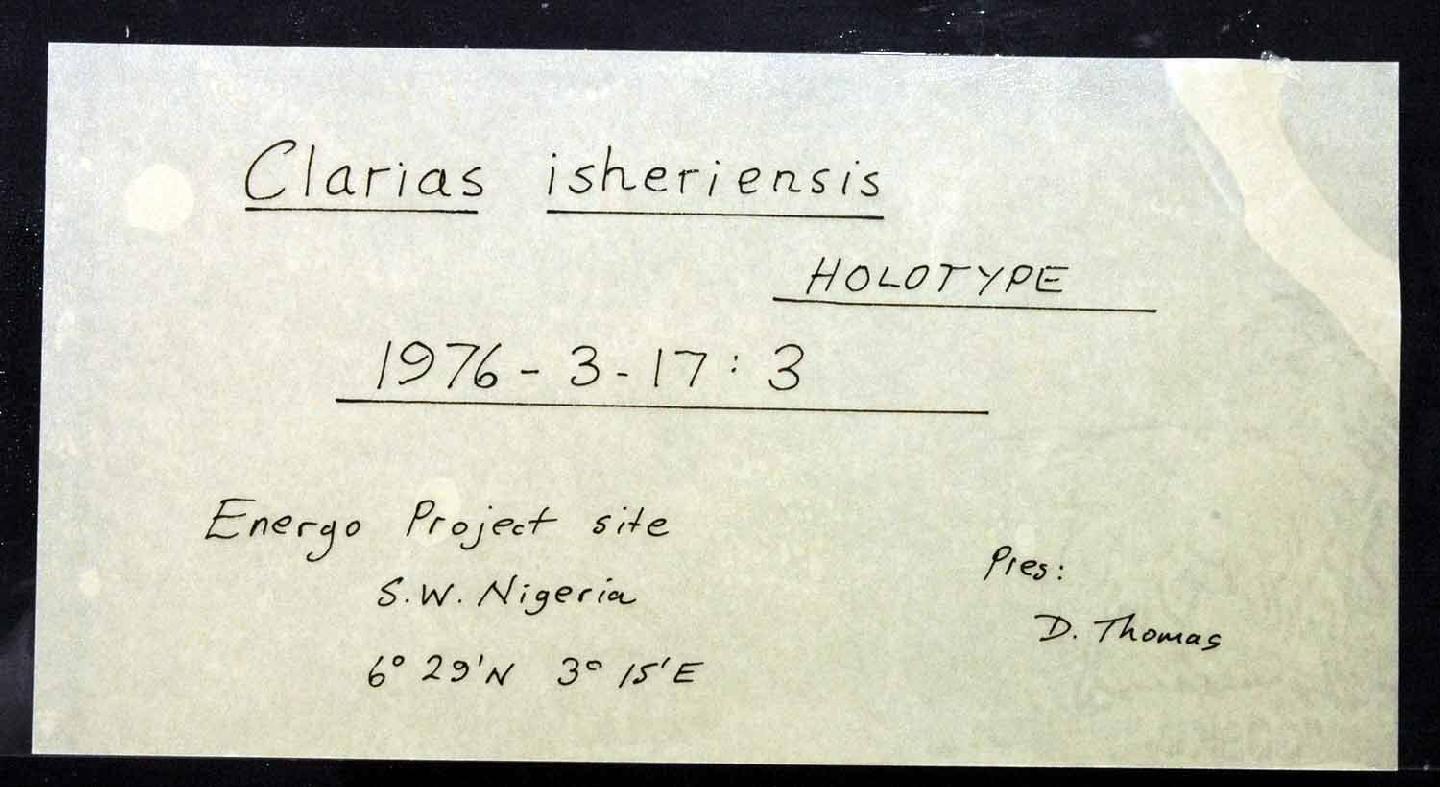 Clarias isheriensis
HOLOTYPE
1976 - 3 - 17 : 3
Energo Project site
S.W. Nigeria
6° 29'N 3° 15'E
Pres:
D. Thomas